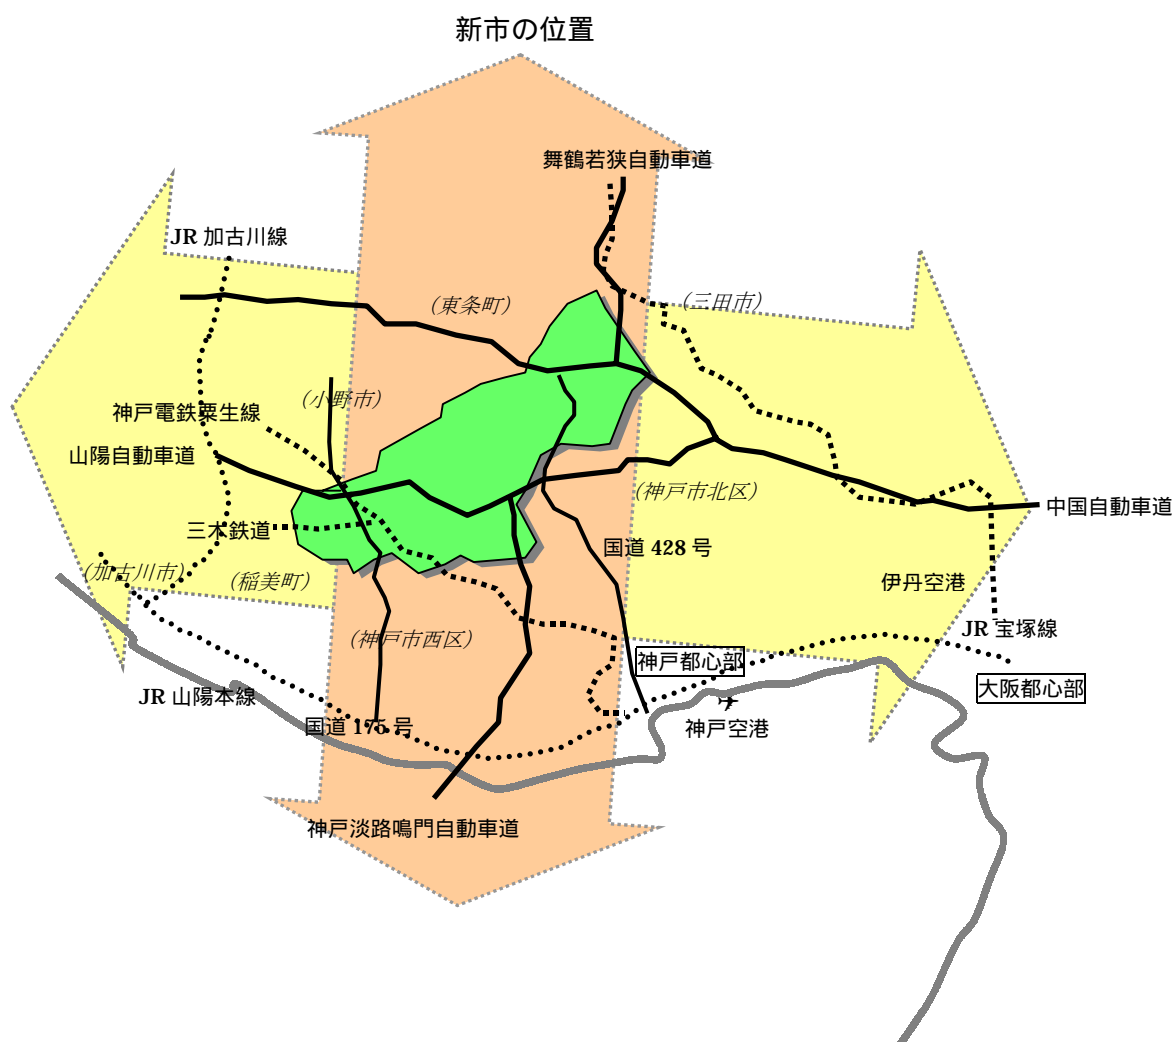 新市の位置
舞鶴若狭自動車道
JR 加古川線
（東条町）
（三田市）
（小野市）
神戸電鉄粟生線
山陽自動車道
（神戸市北区）
中国自動車道
三木鉄道
国道 428 号
（加古川市）
（稲美町）
伊丹空港
JR 宝塚線
（神戸市西区）
神戸都心部
大阪都心部
JR 山陽本線
国道 175 号
神戸空港
神戸淡路鳴門自動車道